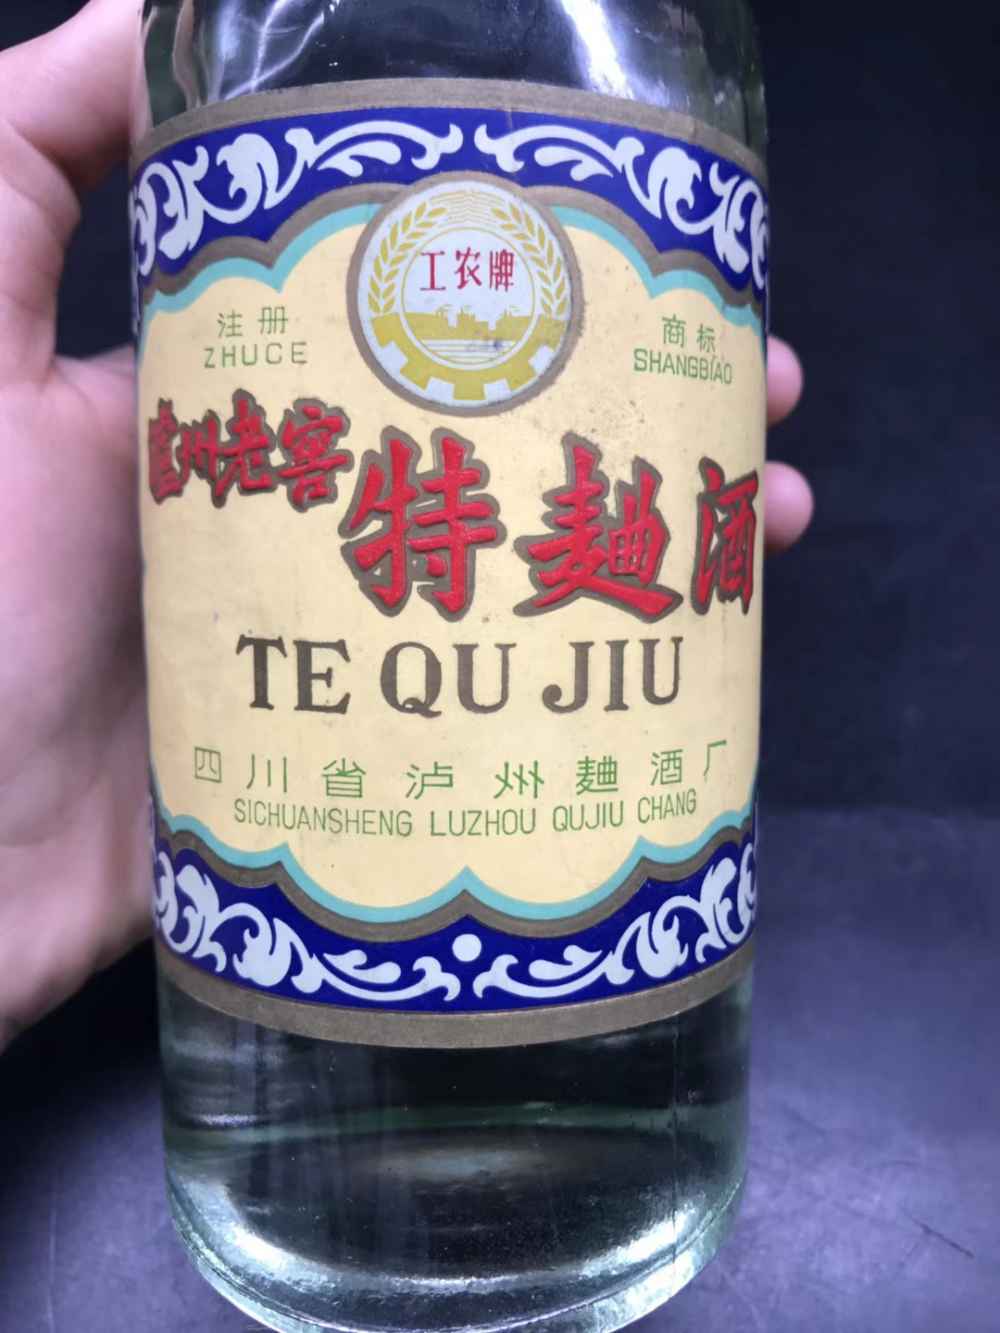 工农牌
注册
ZHUCE
商标
SHANGBIAO
瀘州老窖
特麯酒
TE QU JIU
四川省泸州麯酒厂
SICHUANSHENG LUZHOU QUJIU CHANG